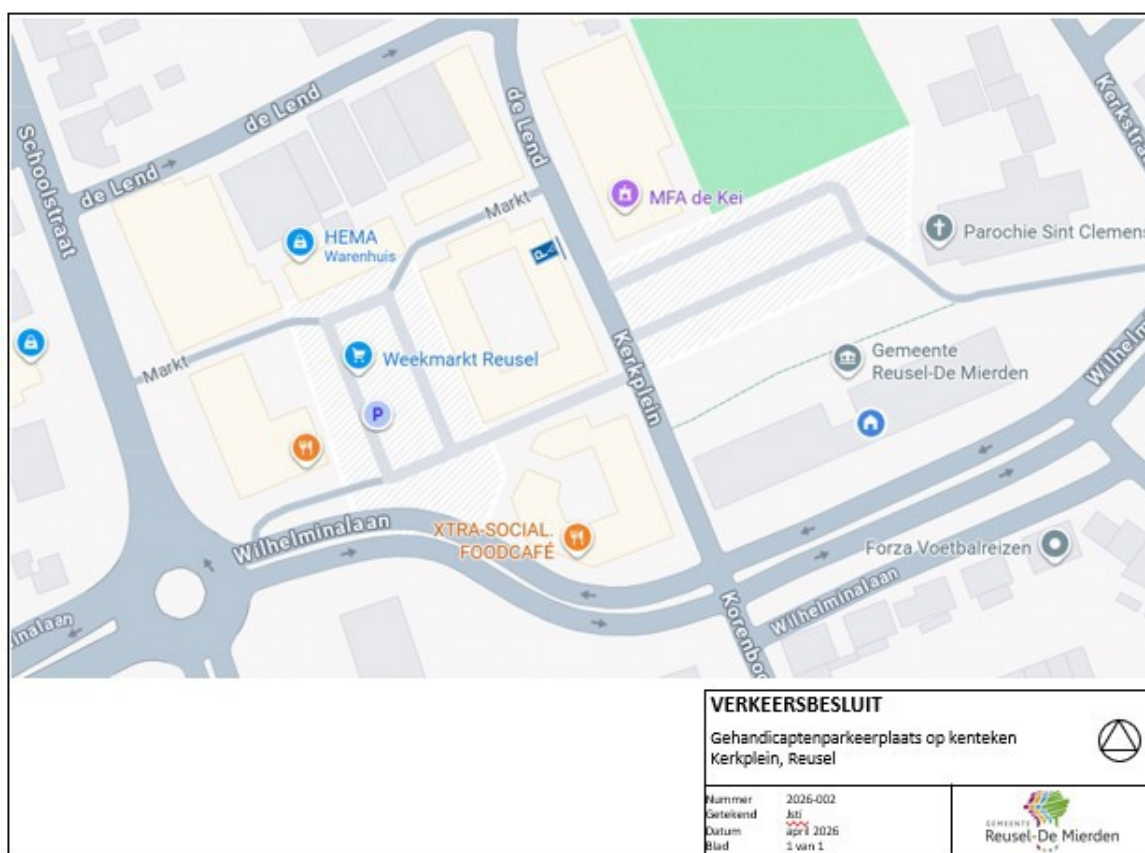 de Lend
de Lend
de Lend
Schoolstraat
Kerkstra
Markt
MFA de Kei
HEMA
Warenhuis
P
Parochie Sint Clemens
Kerkplein
Markt
Weekmarkt Reusel
P
Gemeente
Reusel-De Mierden
Wilhelmin
Wilhelminalaan
XTRA-SOCIAL.
FOODCAFÉ
Forza Voetbalreizen
Wilhelminalaan
Korenboe
inalaan
VERKEERSBESLUIT
Gehandicaptenparkeerplaats op kenteken
Kerkplein, Reusel
Nummer 2026-002
Getekend JstI
Datum april 2026
Blad 1 van 1
GEMEENTE
Reusel-De Mierden